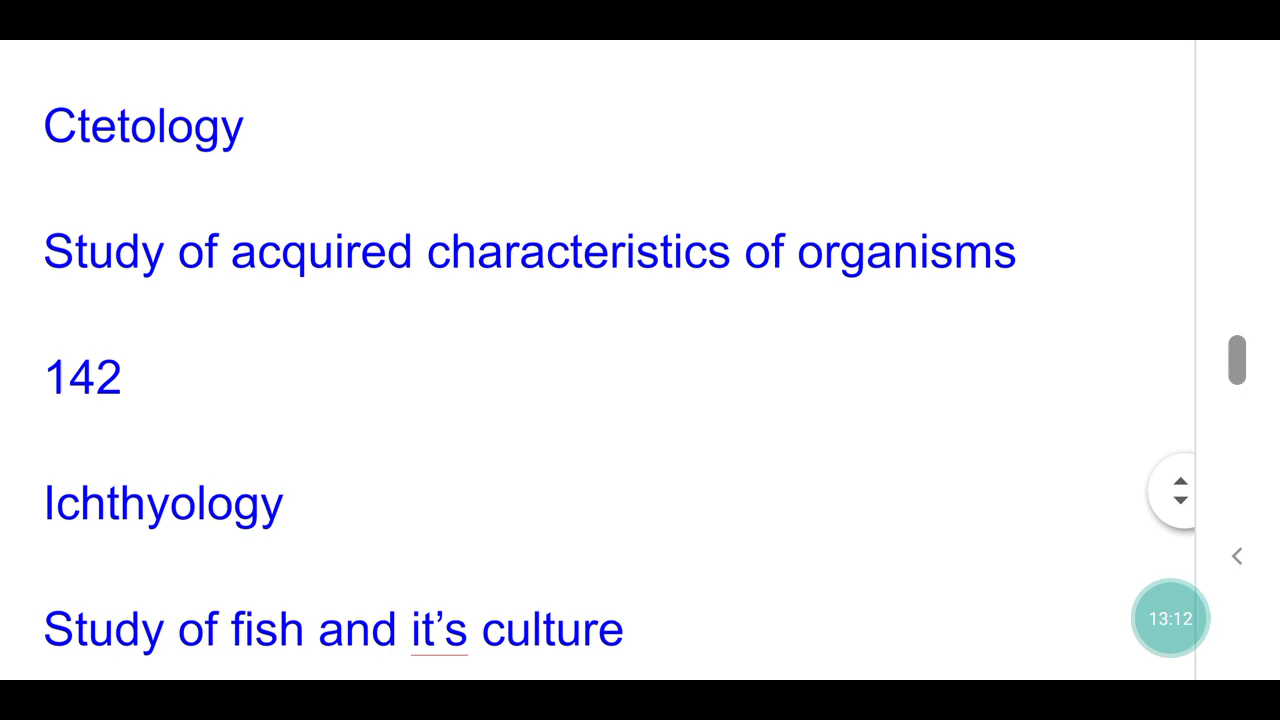 Ctetology
Study of acquired characteristics of organisms
142
Ichthyology
Study of fish and it’s culture
13:12